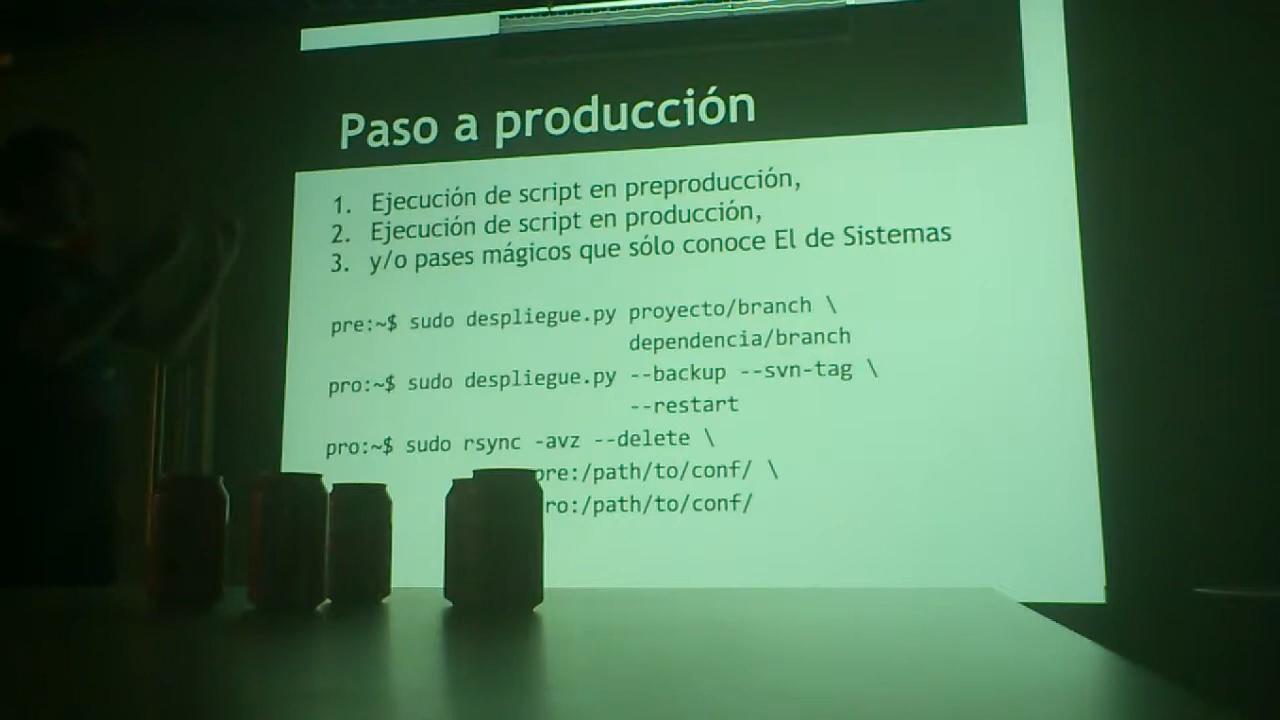 Paso a producción
1. Ejecución de script en preproducción,
2. Ejecución de script en producción,
3. y/o pases mágicos que sólo conoce El de Sistemas
pre:~$ sudo despliegue.py proyecto/branch \
dependencia/branch
pro:~$ sudo despliegue.py --backup --svn-tag \
--restart
pro:~$ sudo rsync -avz --delete \
pre:/path/to/conf/ \
ro:/path/to/conf/